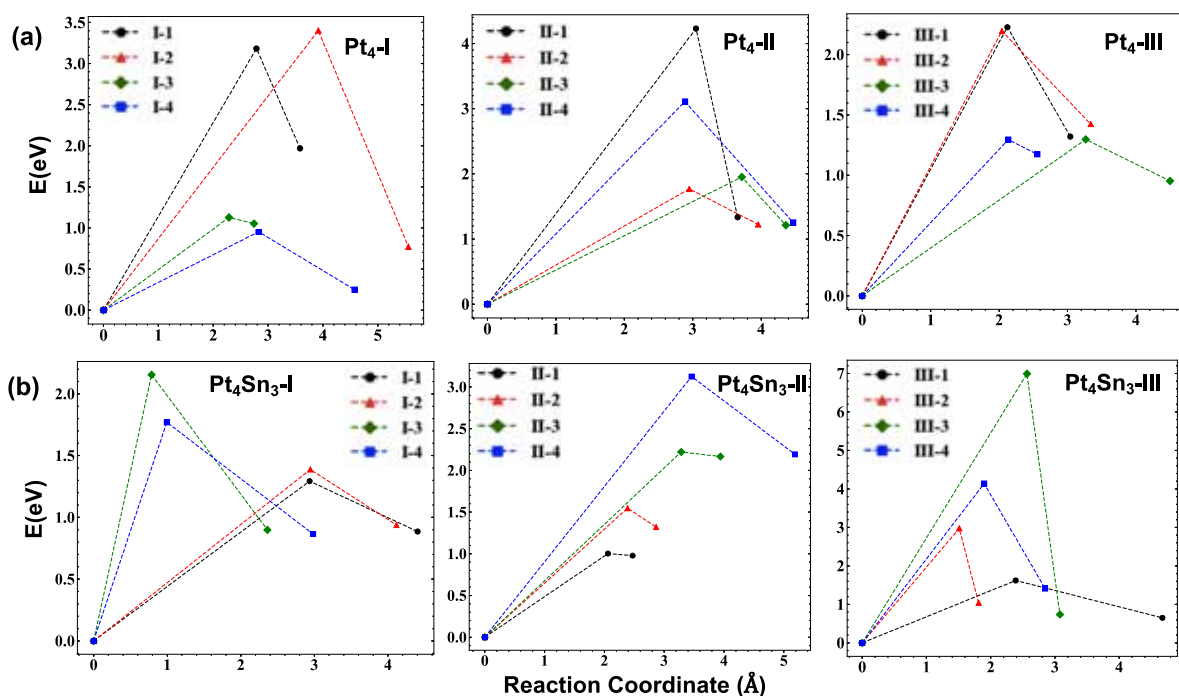 (a)
E(eV)
Pt₄-I
I-1
I-2
I-3
I-4
3.5
3.0
2.5
2.0
1.5
1.0
0.5
0.0
0 1 2 3 4 5
Pt₄-II
II-1
II-2
II-3
II-4
4
3
2
1
0
0 1 2 3 4
Pt₄-III
III-1
III-2
III-3
III-4
2.0
1.5
1.0
0.5
0.0
0 1 2 3 4
(b)
E(eV)
Pt₄Sn₃-I
I-1
I-2
I-3
I-4
2.0
1.5
1.0
0.5
0.0
0 1 2 3 4
Pt₄Sn₃-II
II-1
II-2
II-3
II-4
3.0
2.5
2.0
1.5
1.0
0.5
0.0
0 1 2 3 4 5
Pt₄Sn₃-III
III-1
III-2
III-3
III-4
7
6
5
4
3
2
1
0
0 1 2 3 4
Reaction Coordinate (Å)